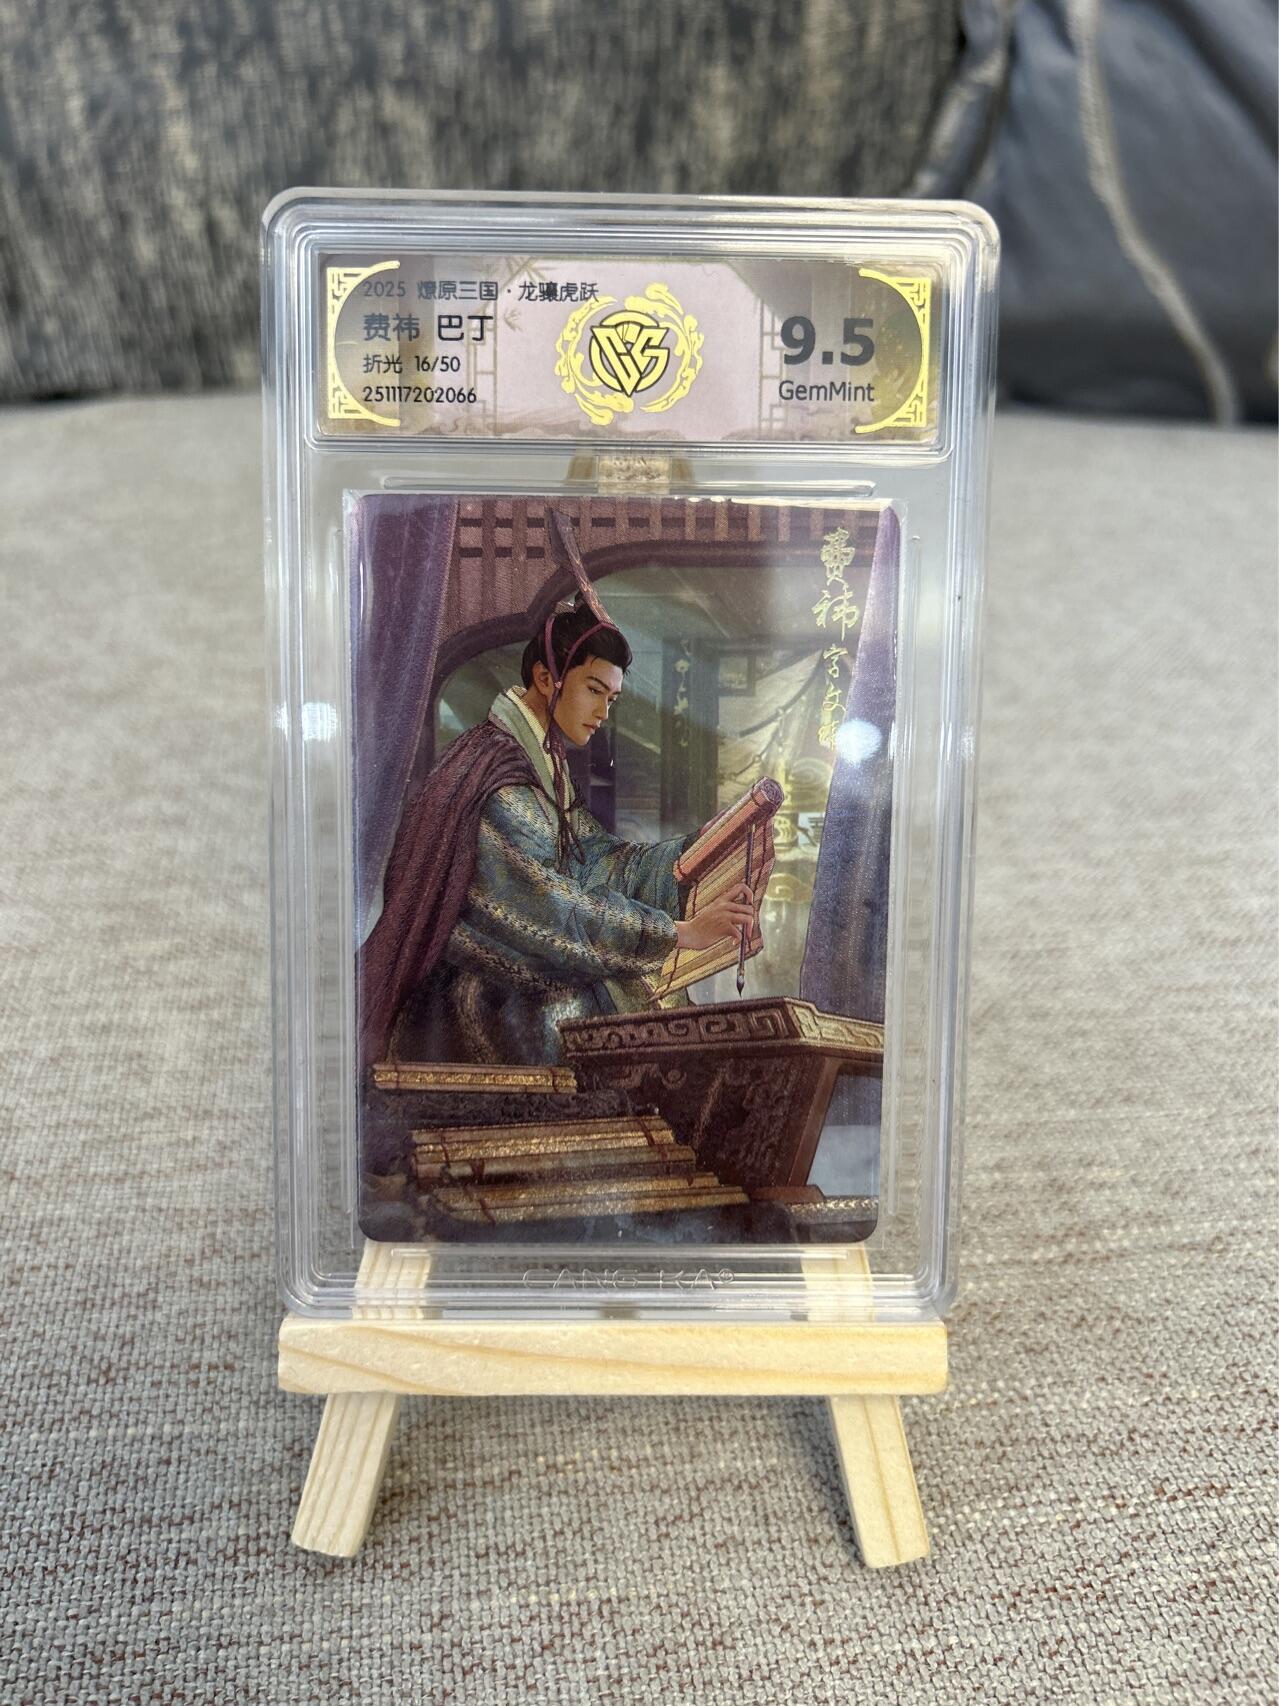 2025 燎原三国·龙骧虎跃
费祎 巴丁
折光 16/50
251117202066
9.5
GemMint
费祎字文伟
CANG KA®